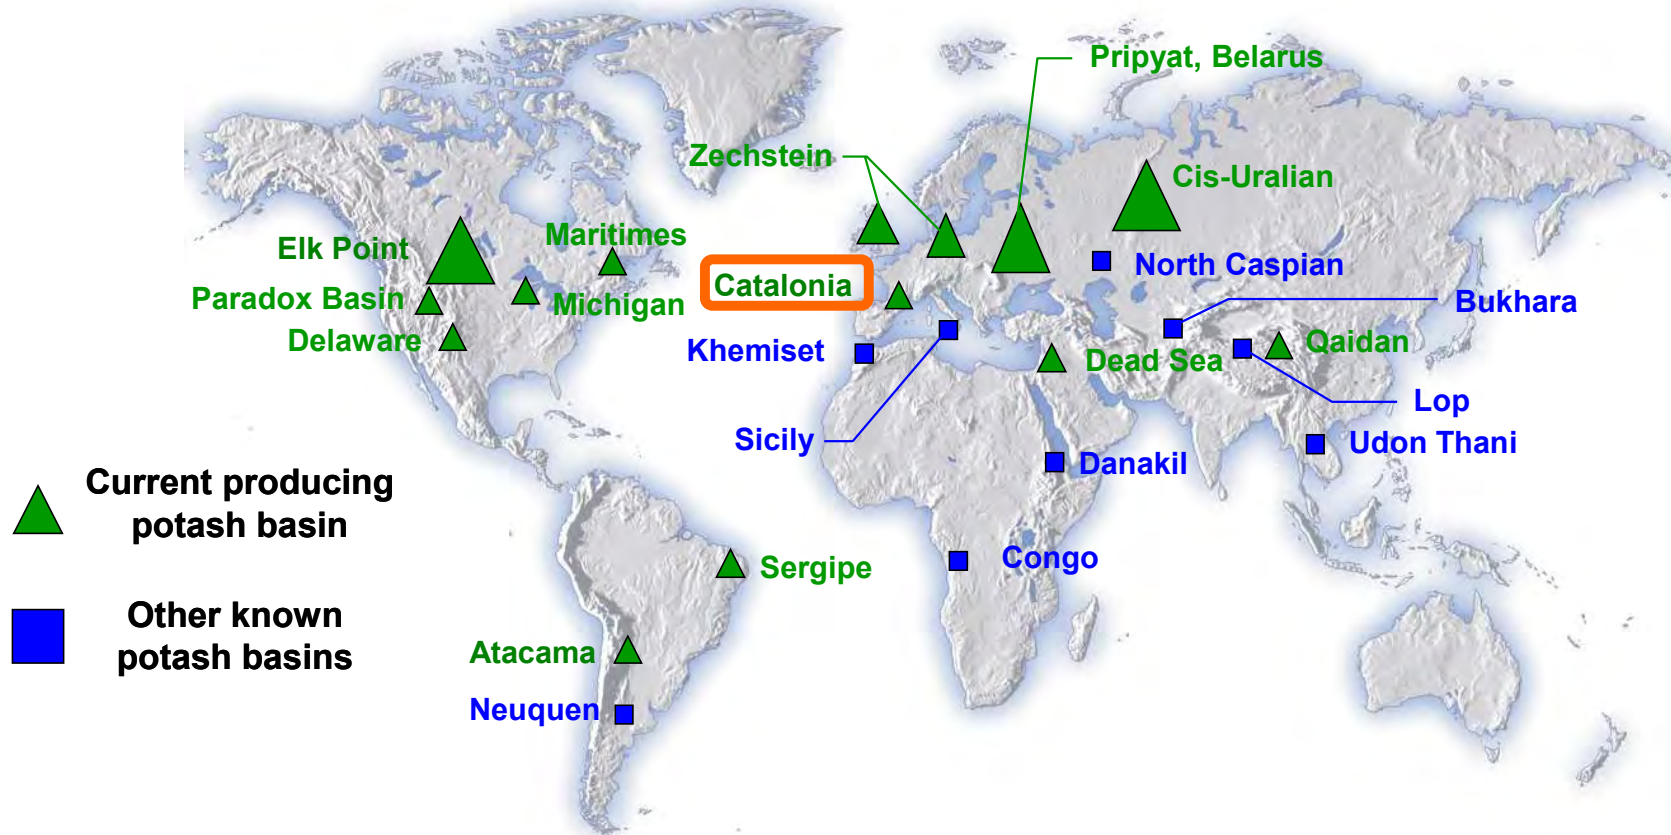 Pripyat, Belarus
Zechstein
Cis-Uralian
Elk Point
Maritimes
North Caspian
Catalonia
Paradox Basin
Michigan
Bukhara
Delaware
Khemiset
Dead Sea
Qaidan
Lop
Sicily
Udon Thani
Danakil
Current producing
potash basin
Congo
Sergipe
Other known
potash basins
Atacama
Neuquen